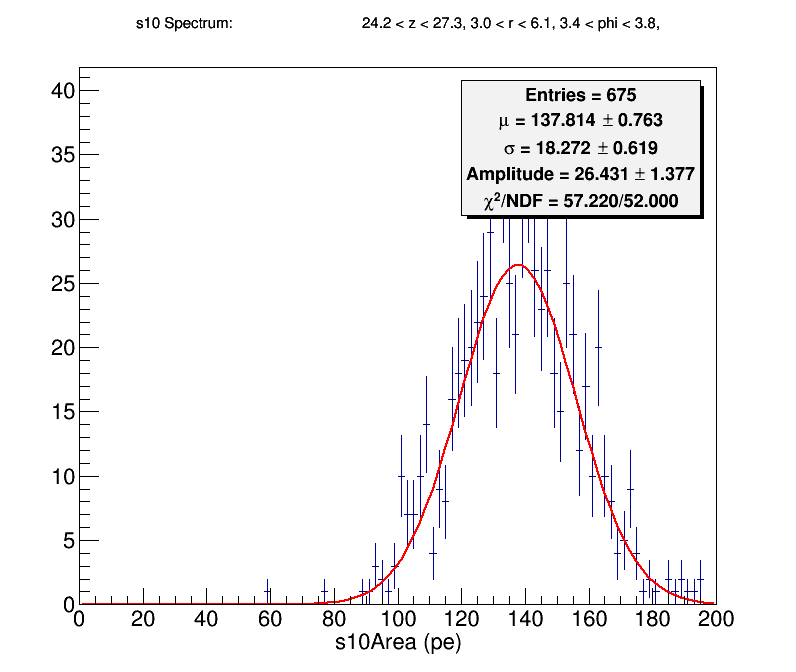 s10 Spectrum: 24.2 < z < 27.3, 3.0 < r < 6.1, 3.4 < phi < 3.8,
Entries = 675
μ = 137.814 ± 0.763
σ = 18.272 ± 0.619
Amplitude = 26.431 ± 1.377
χ²/NDF = 57.220/52.000
40
35
30
25
20
15
10
5
0
0 20 40 60 80 100 120 140 160 180 200
s10Area (pe)